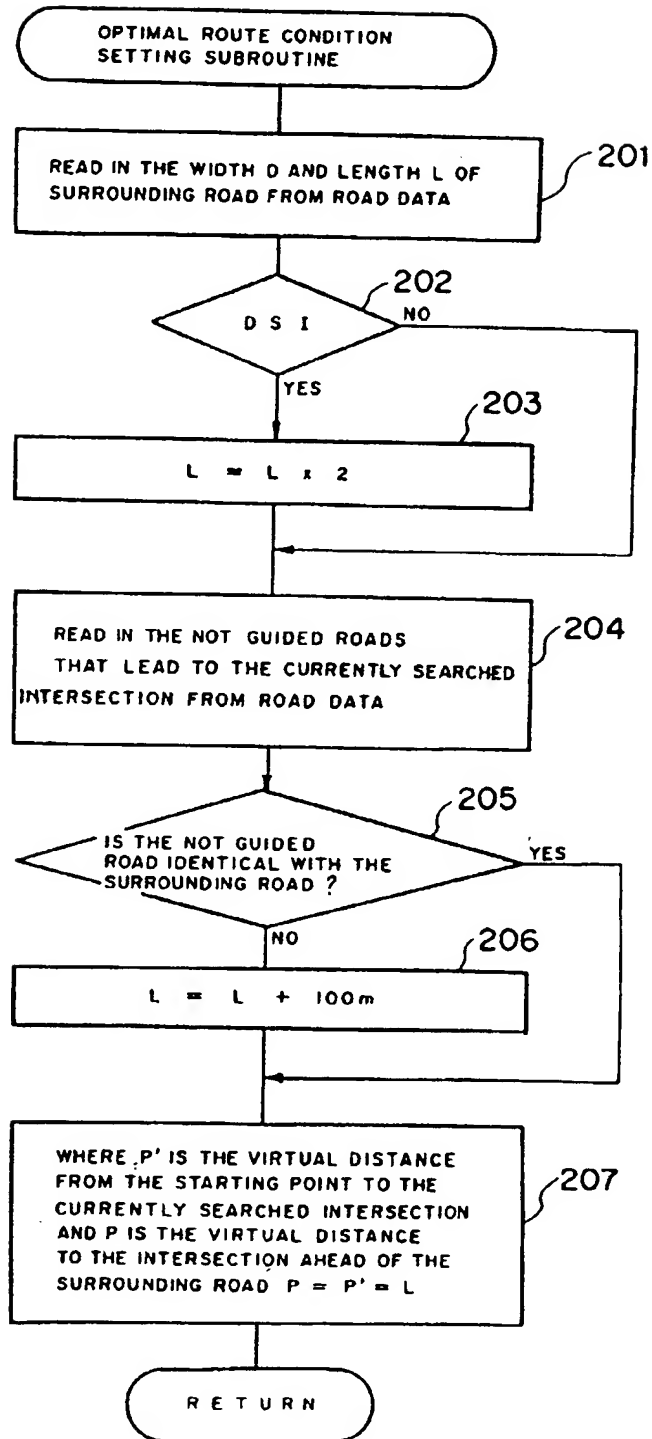 OPTIMAL ROUTE CONDITION
SETTING SUBROUTINE
READ IN THE WIDTH D AND LENGTH L OF
SURROUNDING ROAD FROM ROAD DATA
201
202
D S I
NO
YES
203
L = L x 2
204
READ IN THE NOT GUIDED ROADS
THAT LEAD TO THE CURRENTLY SEARCHED
INTERSECTION FROM ROAD DATA
205
IS THE NOT GUIDED
ROAD IDENTICAL WITH THE
SURROUNDING ROAD ?
YES
NO
206
L = L + 100m
207
WHERE P' IS THE VIRTUAL DISTANCE
FROM THE STARTING POINT TO THE
CURRENTLY SEARCHED INTERSECTION
AND P IS THE VIRTUAL DISTANCE
TO THE INTERSECTION AHEAD OF THE
SURROUNDING ROAD P = P' = L
RETURN